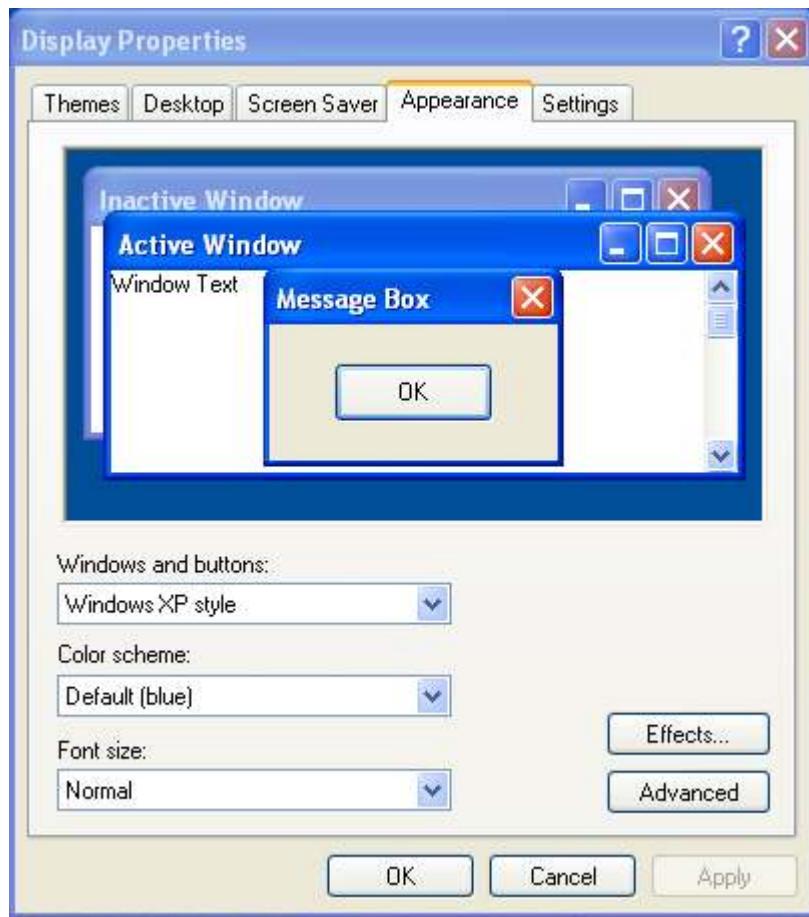 Display Properties
?
Themes Desktop Screen Saver Appearance Settings
Inactive Window
Active Window
Window Text
Message Box
OK
Windows and buttons:
Windows XP style
Color scheme:
Default (blue)
Effects...
Font size:
Normal
Advanced
OK Cancel Apply